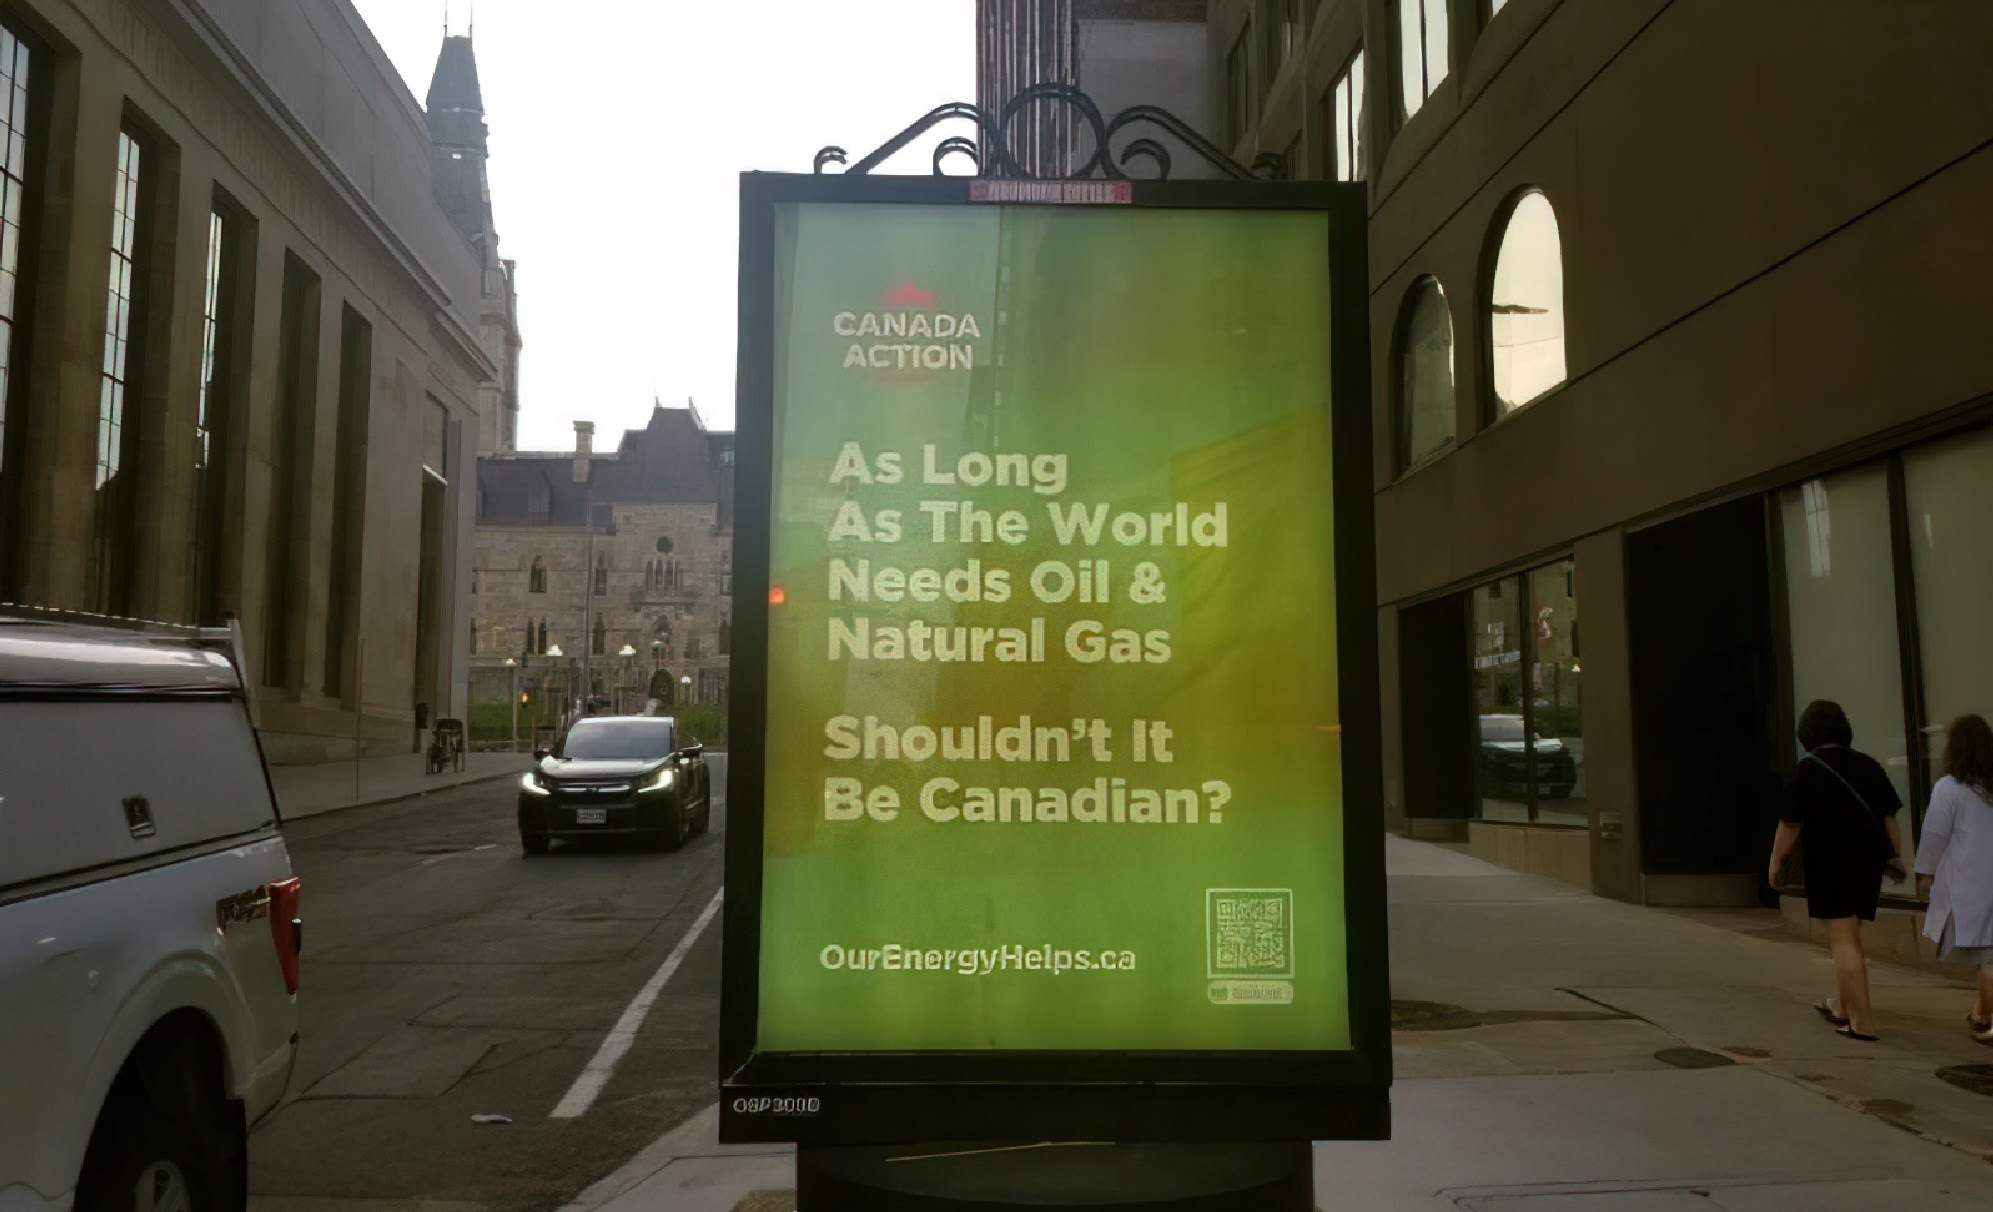 CANADA
ACTION
As Long
As The World
Needs Oil &
Natural Gas
Shouldn't It
Be Canadian?
OurEnergyHelps.ca